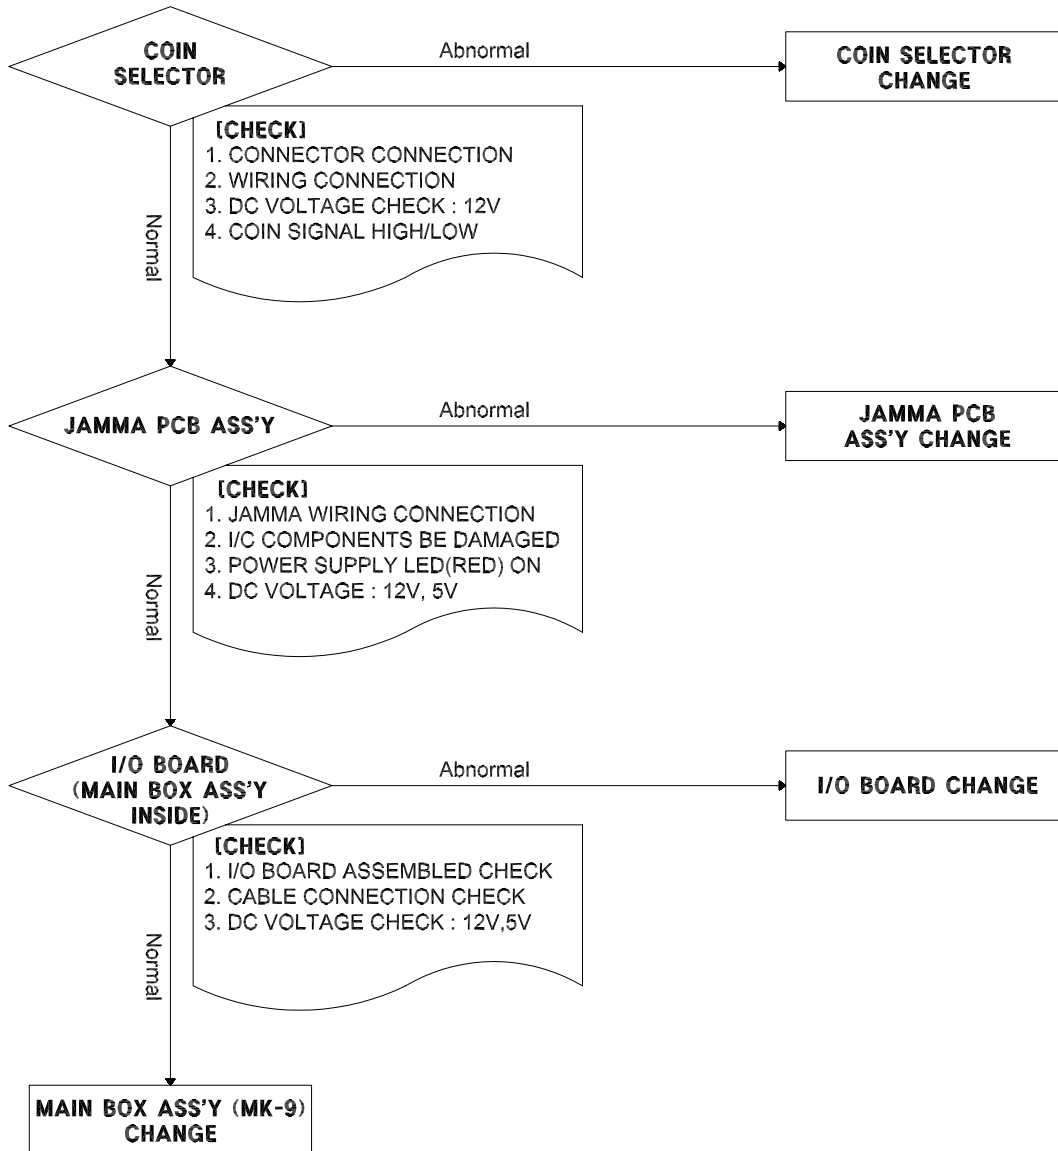 COIN
SELECTOR
Abnormal
COIN SELECTOR
CHANGE
[CHECK]
1. CONNECTOR CONNECTION
2. WIRING CONNECTION
3. DC VOLTAGE CHECK : 12V
4. COIN SIGNAL HIGH/LOW
Normal
JAMMA PCB ASS'Y
Abnormal
JAMMA PCB
ASS'Y CHANGE
[CHECK]
1. JAMMA WIRING CONNECTION
2. I/C COMPONENTS BE DAMAGED
3. POWER SUPPLY LED(RED) ON
4. DC VOLTAGE : 12V, 5V
Normal
I/O BOARD
(MAIN BOX ASS'Y
INSIDE)
Abnormal
I/O BOARD CHANGE
[CHECK]
1. I/O BOARD ASSEMBLED CHECK
2. CABLE CONNECTION CHECK
3. DC VOLTAGE CHECK : 12V,5V
Normal
MAIN BOX ASS'Y (MK-9)
CHANGE